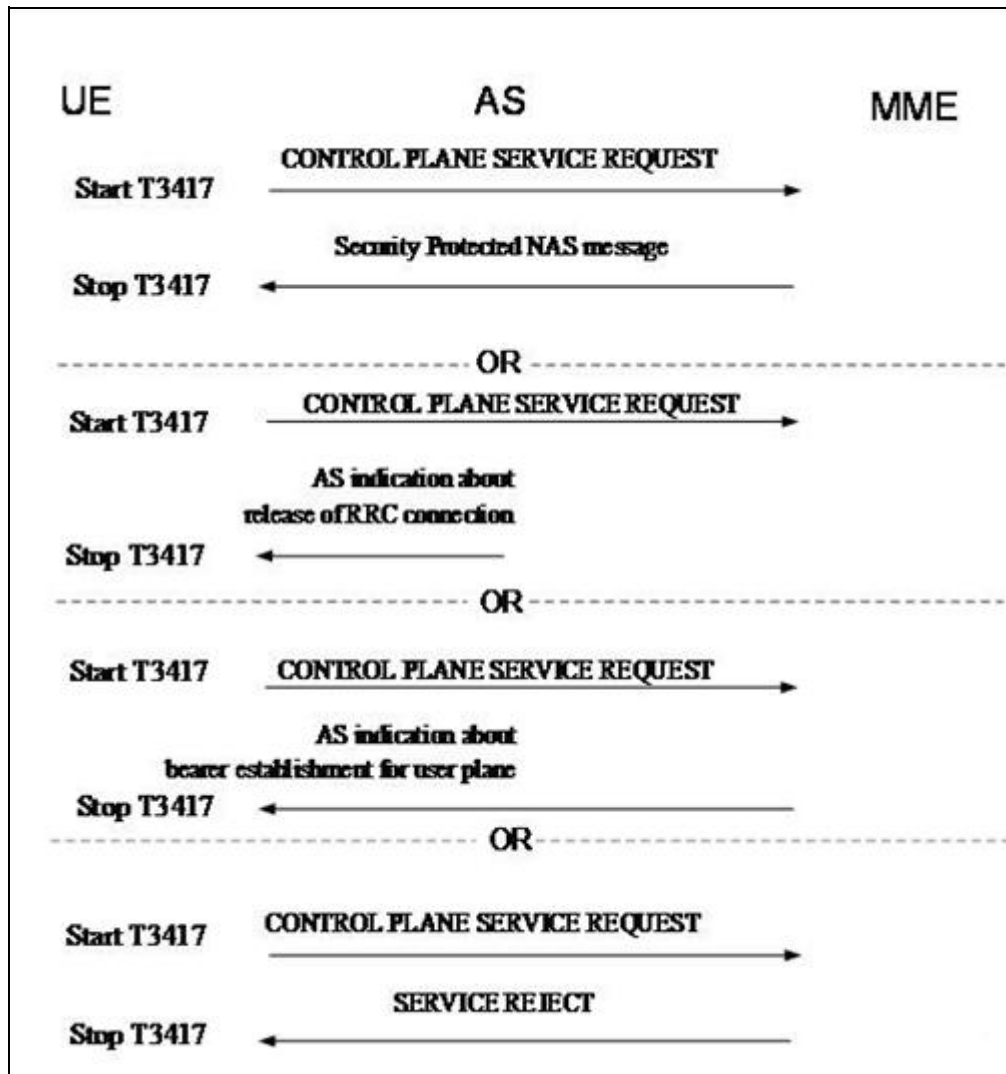 UE AS MME
CONTROL PLANE SERVICE REQUEST
Start T3417
Security Protected NAS message
Stop T3417
OR
CONTROL PLANE SERVICE REQUEST
Start T3417
AS indication about
release of RRC connection
Stop T3417
OR
Start T3417 CONTROL PLANE SERVICE REQUEST
AS indication about
bearer establishment for user plane
Stop T3417
OR
CONTROL PLANE SERVICE REQUEST
Start T3417
SERVICE REJECT
Stop T3417